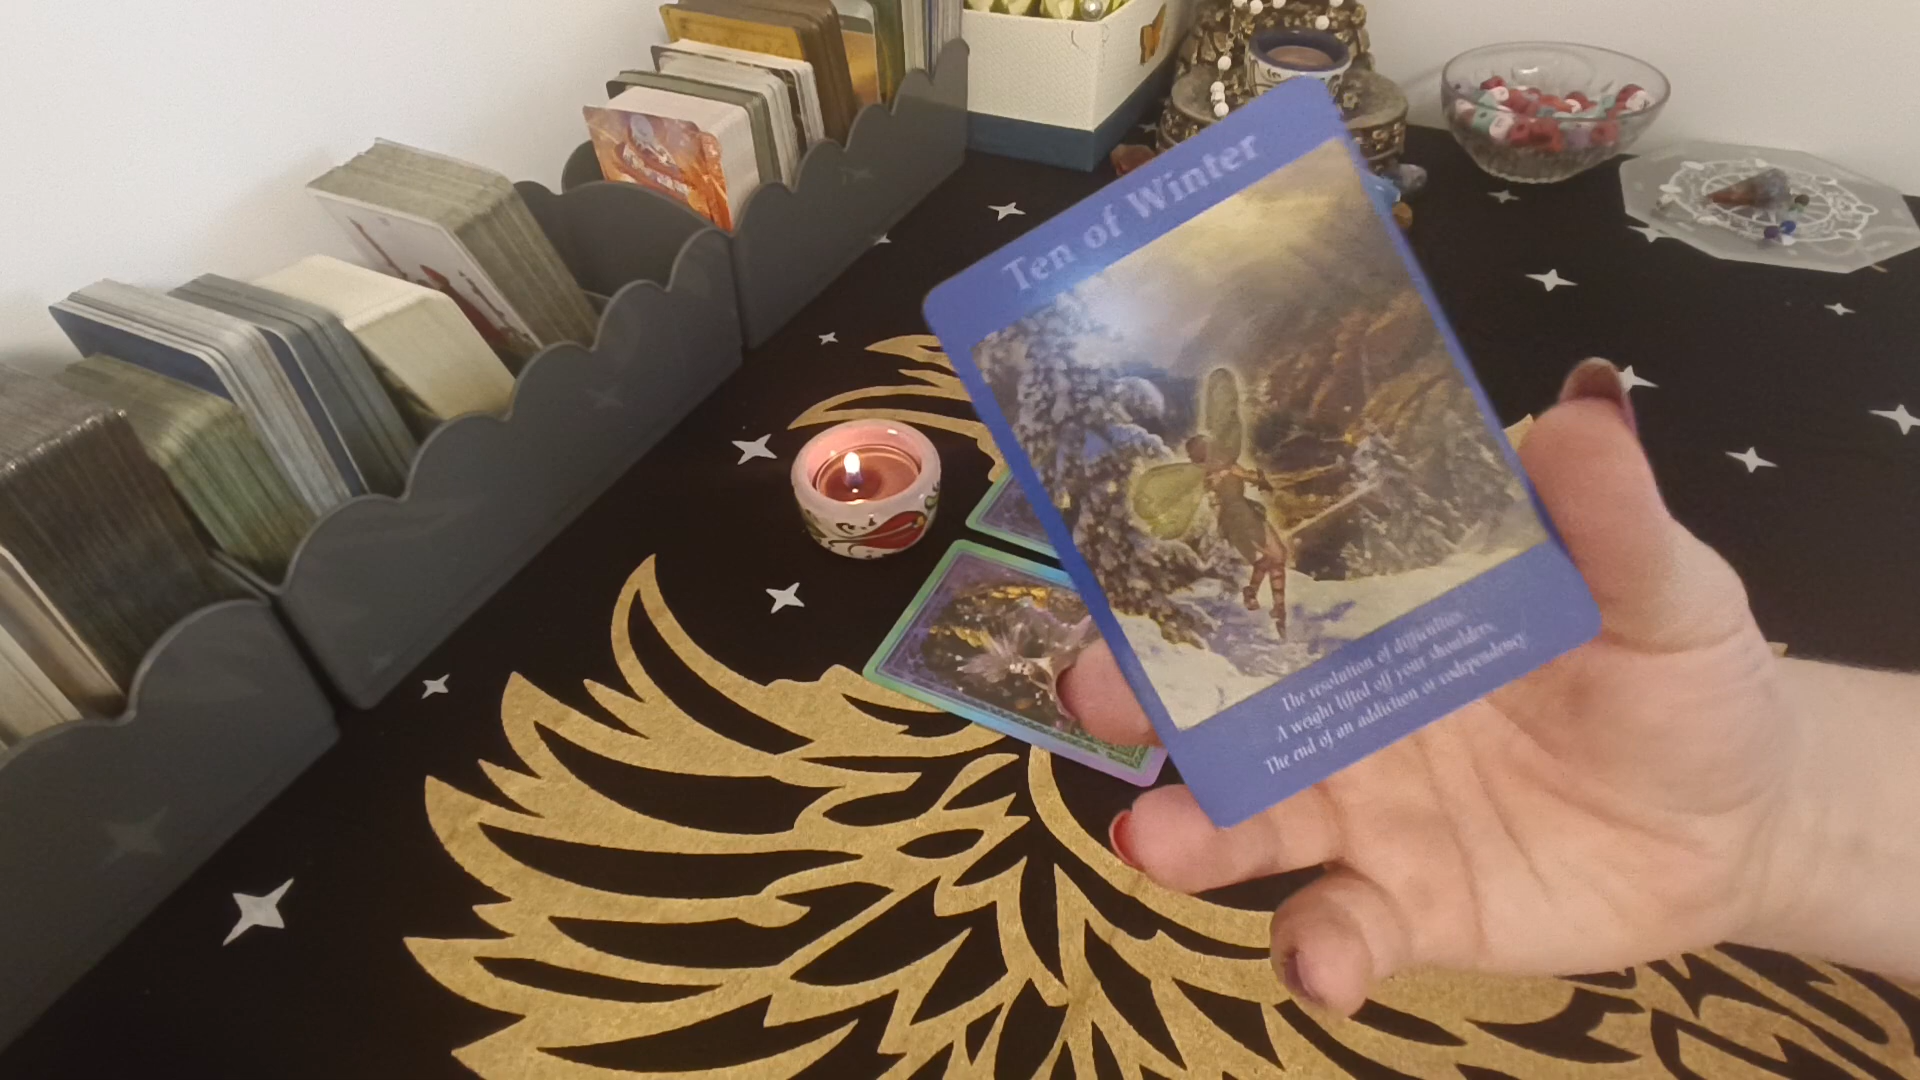 Ten of Winter
The resolution of difficulties.
A weight lifted off your shoulders.
The end of an addiction or codependency.